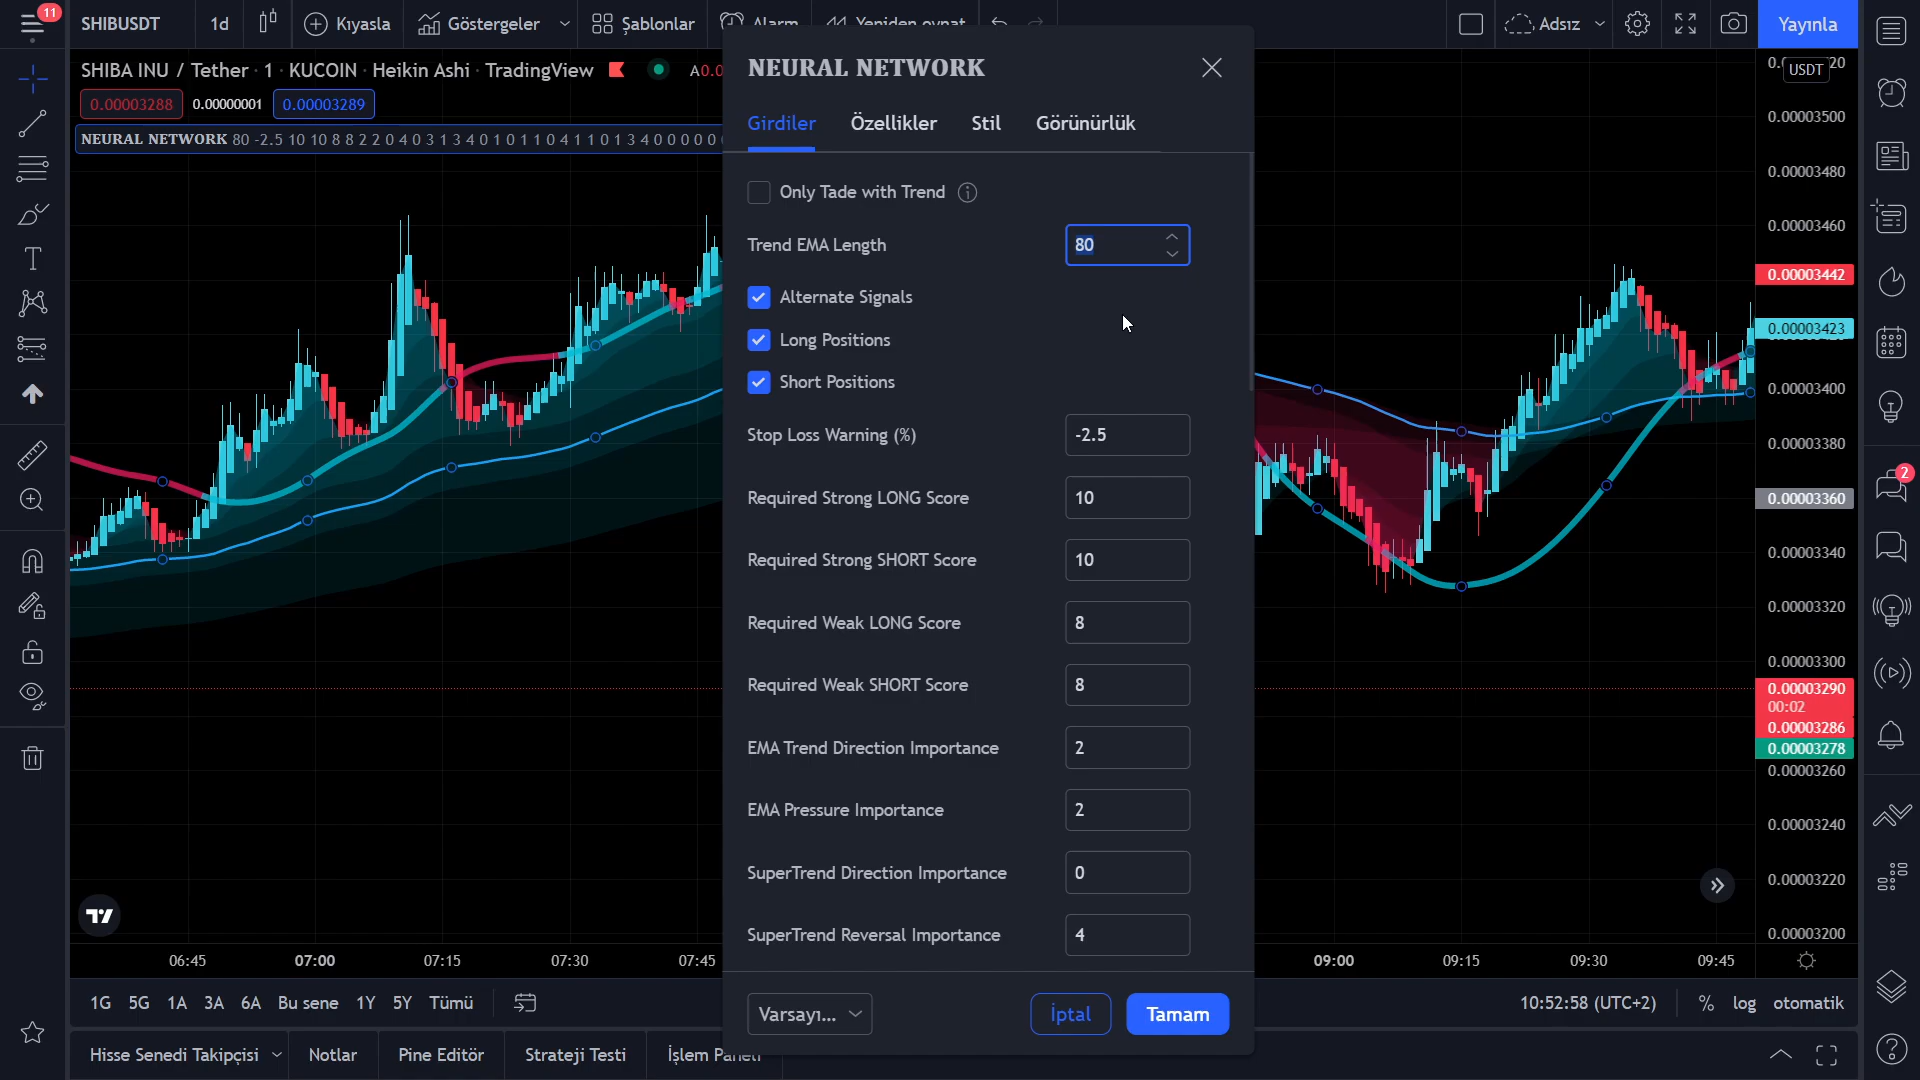 11
SHIBUSDT
1d
Kıyasla
Göstergeler
Şablonlar
Alarm
Yeniden oynat
Adsız
Yayınla
SHIBA INU / Tether · 1 · KUCOIN · Heikin Ashi · TradingView
A0.0
0.00003288
0.00000001
0.00003289
NEURAL NETWORK 80 -2.5 10 10 8 8 2 2 0 4 0 3 1 3 4 0 1 0 1 1 0 4 1 1 0 1 3 4 0 0 0 0 0
NEURAL NETWORK
Girdiler
Özellikler
Stil
Görünürlük
Only Tade with Trend
Trend EMA Length
80
Alternate Signals
Long Positions
Short Positions
Stop Loss Warning (%)
-2.5
Required Strong LONG Score
10
Required Strong SHORT Score
10
Required Weak LONG Score
8
Required Weak SHORT Score
8
EMA Trend Direction Importance
2
EMA Pressure Importance
2
SuperTrend Direction Importance
0
SuperTrend Reversal Importance
4
Varsayı...
İptal
Tamam
USDT
0.00003500
0.00003480
0.00003460
0.00003442
0.00003423
0.00003400
0.00003380
0.00003360
0.00003340
0.00003320
0.00003300
0.00003290
00:02
0.00003286
0.00003278
0.00003260
0.00003240
0.00003220
0.00003200
2
06:45
07:00
07:15
07:30
07:45
09:00
09:15
09:30
09:45
1G
5G
1A
3A
6A
Bu sene
1Y
5Y
Tümü
10:52:58 (UTC+2)
%
log
otomatik
Hisse Senedi Takipçisi
Notlar
Pine Editör
Strateji Testi
İşlem Paneli